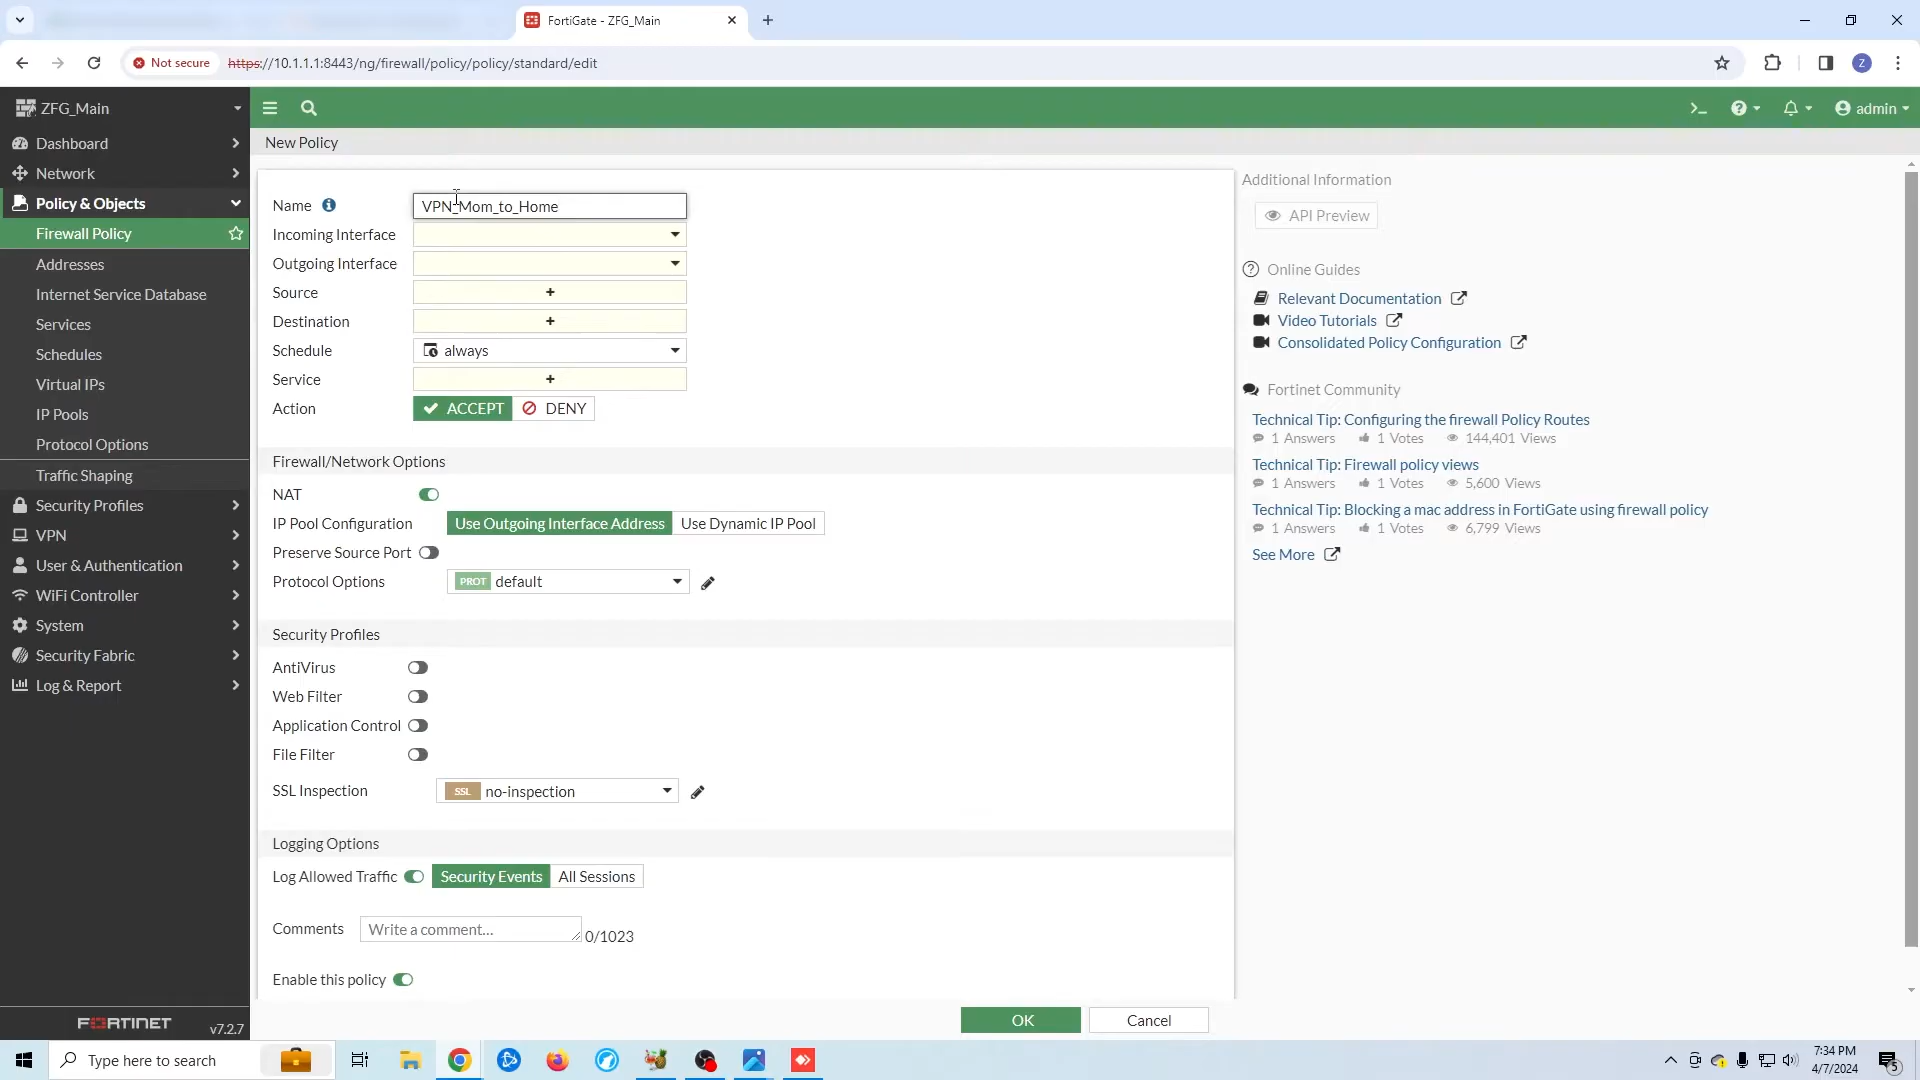 FortiGate - ZFG_Main
Not secure
https://10.1.1.1:8443/ng/firewall/policy/policy/standard/edit
Z
ZFG_Main
admin
Dashboard
Network
Policy & Objects
Firewall Policy
Addresses
Internet Service Database
Services
Schedules
Virtual IPs
IP Pools
Protocol Options
Traffic Shaping
Security Profiles
VPN
User & Authentication
WiFi Controller
System
Security Fabric
Log & Report
FORTINET
v7.2.7
New Policy
Name VPN_Mom_to_Home
Incoming Interface
Outgoing Interface
Source
Destination
Schedule always
Service
Action ACCEPT DENY
Firewall/Network Options
NAT
IP Pool Configuration Use Outgoing Interface Address Use Dynamic IP Pool
Preserve Source Port
Protocol Options PROT default
Security Profiles
AntiVirus
Web Filter
Application Control
File Filter
SSL Inspection SSL no-inspection
Logging Options
Log Allowed Traffic Security Events All Sessions
Comments Write a comment... 0/1023
Enable this policy
OK Cancel
Additional Information
API Preview
Online Guides
Relevant Documentation
Video Tutorials
Consolidated Policy Configuration
Fortinet Community
Technical Tip: Configuring the firewall Policy Routes
1 Answers 1 Votes 144,401 Views
Technical Tip: Firewall policy views
1 Answers 1 Votes 5,600 Views
Technical Tip: Blocking a mac address in FortiGate using firewall policy
1 Answers 1 Votes 6,799 Views
See More
Type here to search
7:34 PM
4/7/2024
5